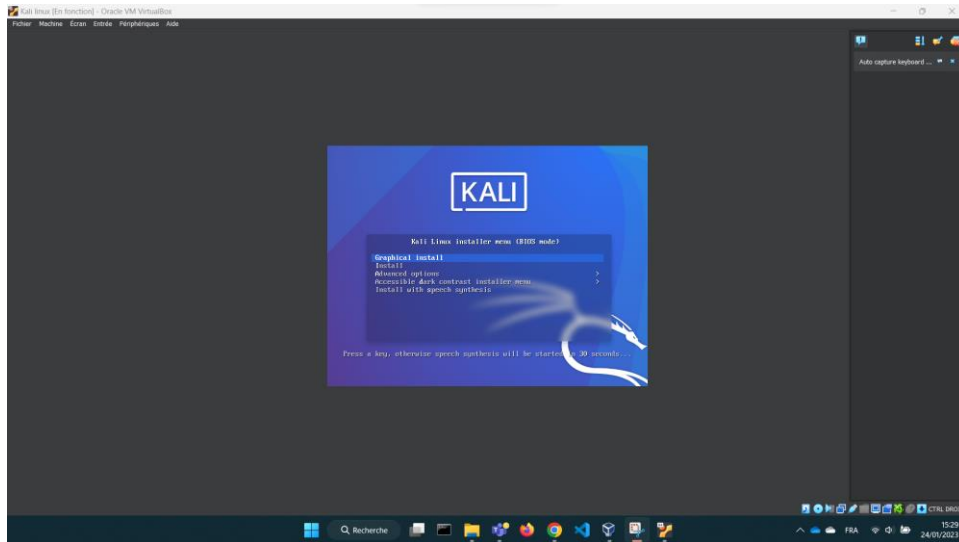 Kali linux [En fonction] - Oracle VM VirtualBox
Fichier Machine Écran Entrée Périphériques Aide
Auto capture keyboard ...
KALI
Kali Linux installer menu (BIOS mode)
Graphical install
Install
Advanced options >
Accessible dark contrast installer menu >
Install with speech synthesis
Press a key, otherwise speech synthesis will be started in 30 seconds...
CTRL DROI
Recherche
FRA
15:29
24/01/2023